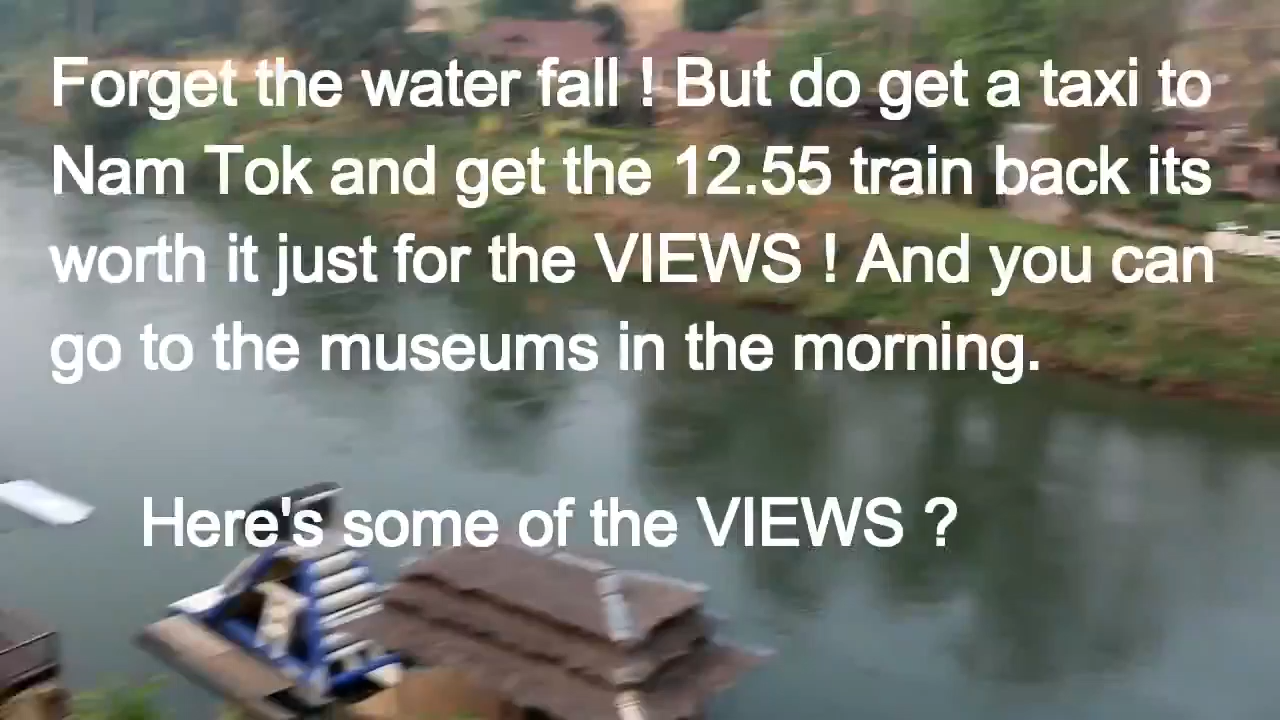 Forget the water fall ! But do get a taxi to
Nam Tok and get the 12.55 train back its
worth it just for the VIEWS ! And you can
go to the museums in the morning.
Here's some of the VIEWS ?